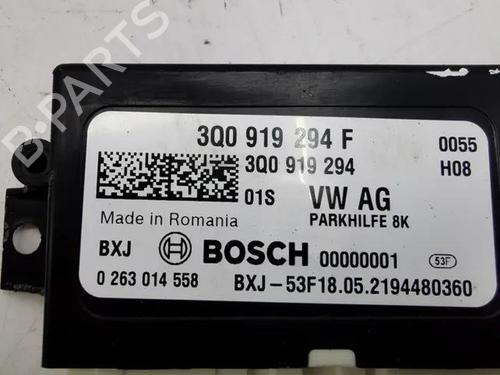 B-PARTS
3Q0 919 294 F 0055
3Q0 919 294 H08
01S VW AG
Made in Romania PARKHILFE 8K
BXJ BOSCH 00000001 53F
0 263 014 558 BXJ-53F18.05.2194480360